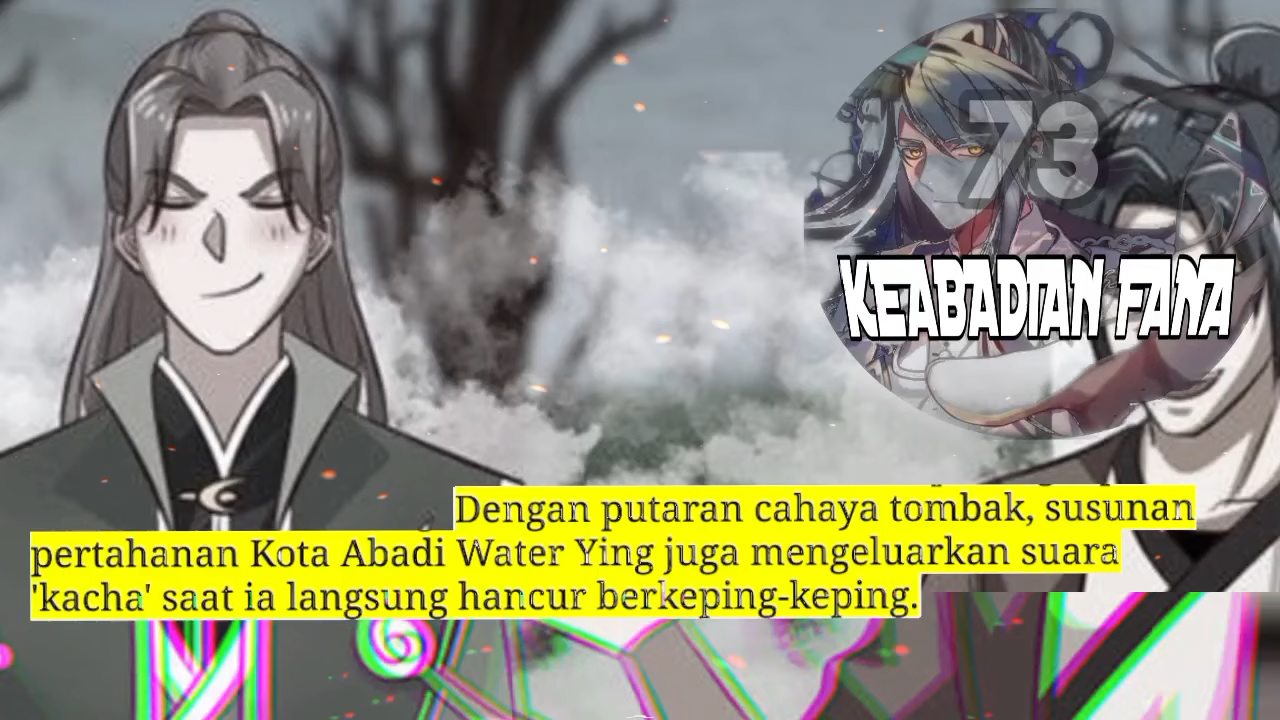 73
KEABADIAN FANA
Dengan putaran cahaya tombak, susunan
pertahanan Kota Abadi Water Ying juga mengeluarkan suara
'kacha' saat ia langsung hancur berkeping-keping.